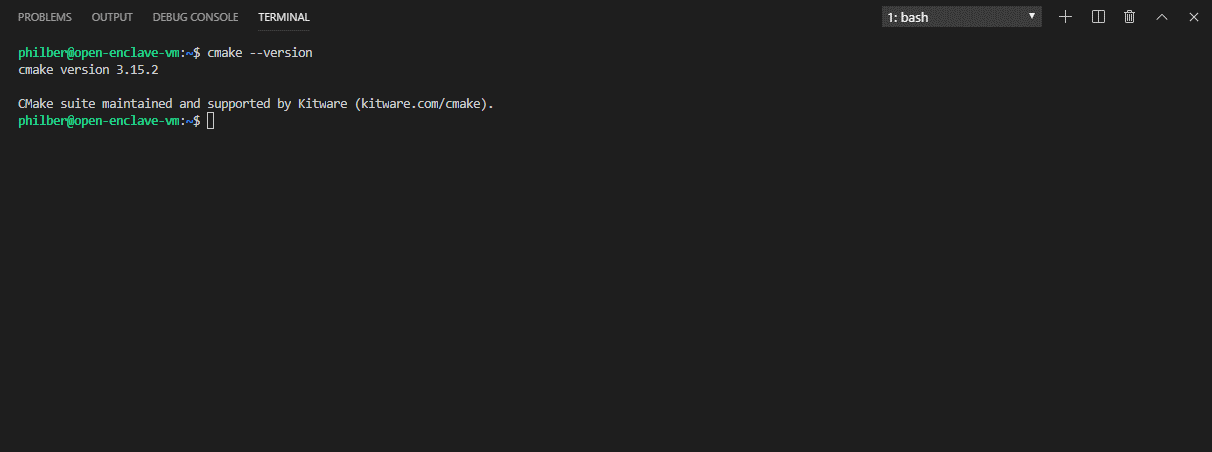 PROBLEMS OUTPUT DEBUG CONSOLE TERMINAL 1: bash
philber@open-enclave-vm:~$ cmake --version
cmake version 3.15.2
CMake suite maintained and supported by Kitware (kitware.com/cmake).
philber@open-enclave-vm:~$